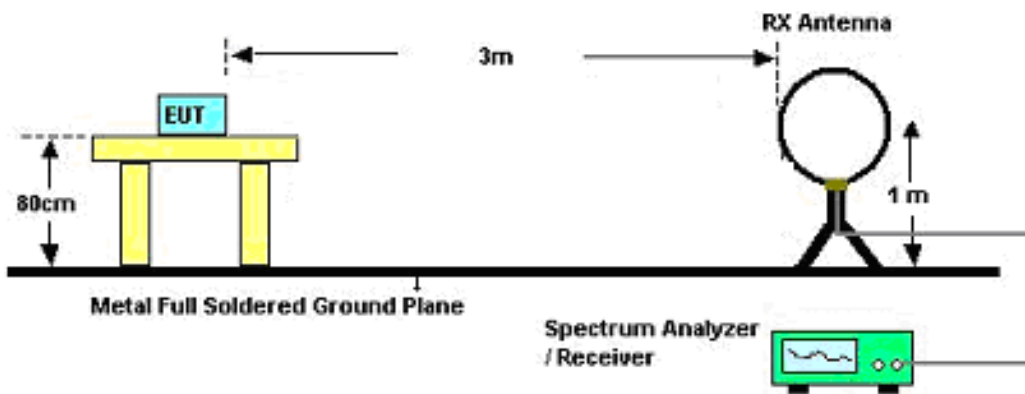 RX Antenna
3m
EUT
80cm
1 m
Metal Full Soldered Ground Plane
Spectrum Analyzer
/ Receiver